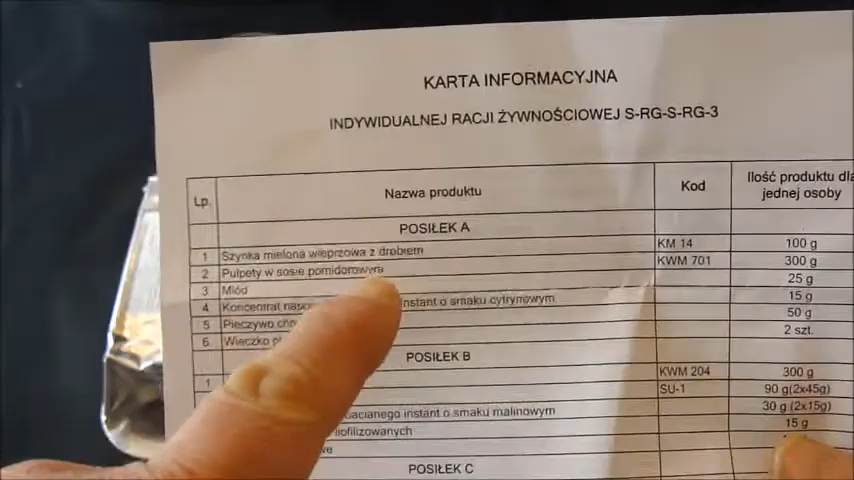 KARTA INFORMACYJNA
INDYWIDUALNEJ RACJI ŻYWNOŚCIOWEJ S-RG-S-RG-3
Lp. Nazwa produktu Kod Ilość produktu dla jednej osoby
POSIŁEK A
1 Szynka mielona wieprzowa z drobiem KM 14 100 g
2 Pulpety w sosie pomidorowym KWM 701 300 g
3 Miód 25 g
4 Koncentrat instant o smaku cytrynowym 15 g
5 Pieczywo 50 g
6. Wieczko 2 szt.
POSIŁEK B
1 KWM 204 300 g
SU-1 90 g (2x45g)
instant o smaku malinowym 30 g (2x15g)
15 g
POSIŁEK C